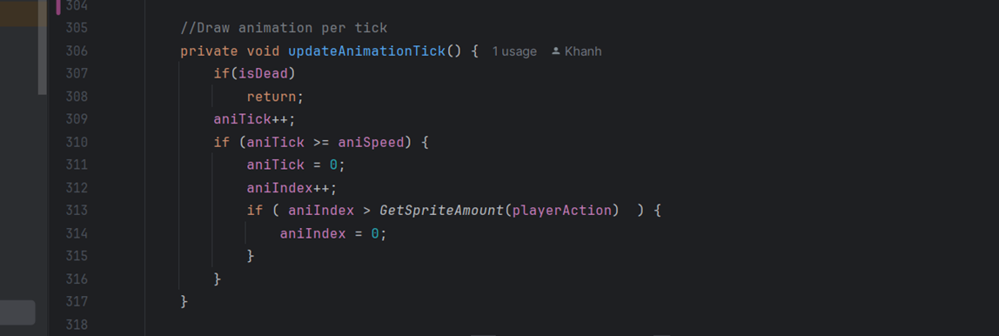 304
305 //Draw animation per tick
306 private void updateAnimationTick() { 1 usage Khanh
307 if(isDead)
308 return;
309 aniTick++;
310 if (aniTick >= aniSpeed) {
311 aniTick = 0;
312 aniIndex++;
313 if ( aniIndex > GetSpriteAmount(playerAction)  ) {
314 aniIndex = 0;
315 }
316 }
317 }
318